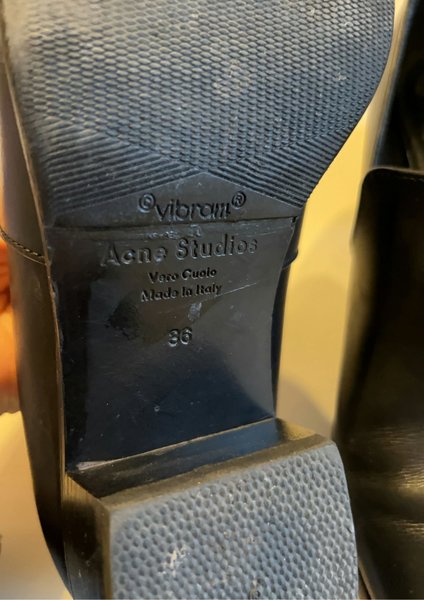 ©vibram®
Acne Studios
Vero Cuoio
Made in Italy
36